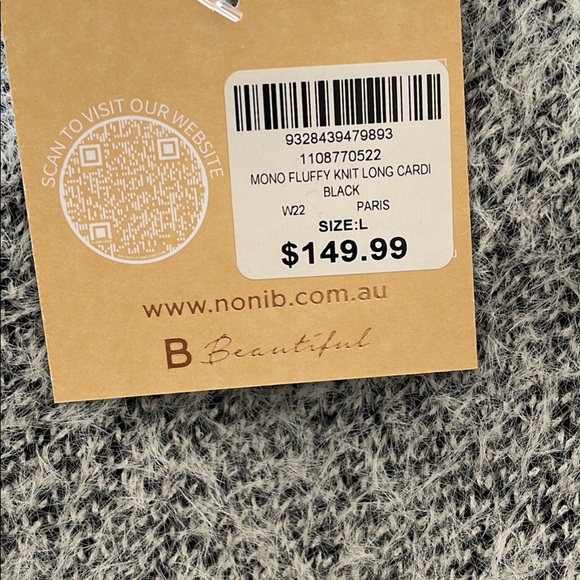 SCAN TO VISIT OUR WEBSITE
9328439479893
1108770522
MONO FLUFFY KNIT LONG CARDI
BLACK
W22 PARIS
SIZE:L
$149.99
www.nonib.com.au
B Beautiful